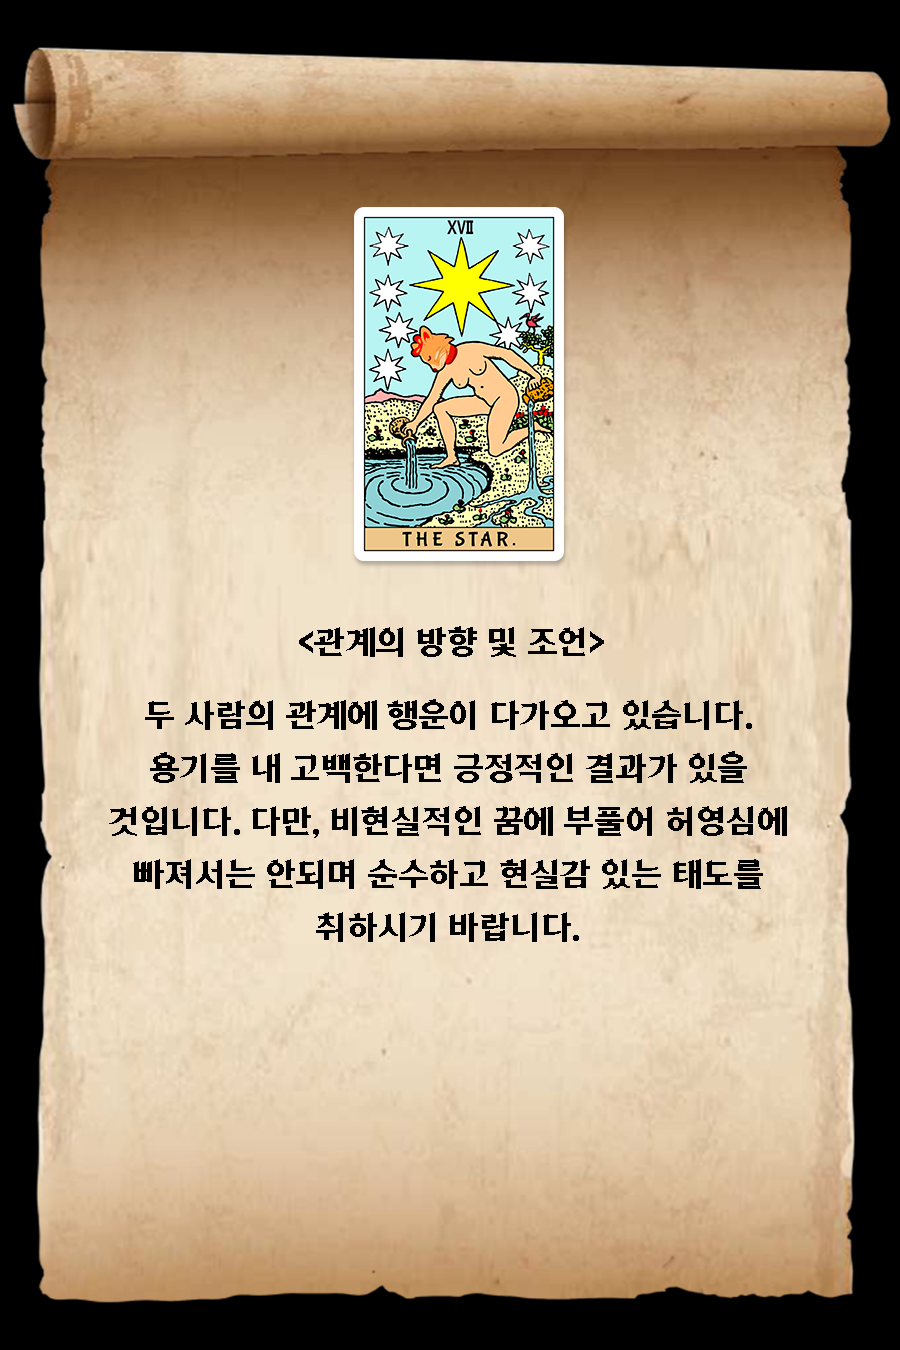 XVII
THE STAR.
<관계의 방향 및 조언>
두 사람의 관계에 행운이 다가오고 있습니다.
용기를 내 고백한다면 긍정적인 결과가 있을
것입니다. 다만, 비현실적인 꿈에 부풀어 허영심에
빠져서는 안되며 순수하고 현실감 있는 태도를
취하시기 바랍니다.